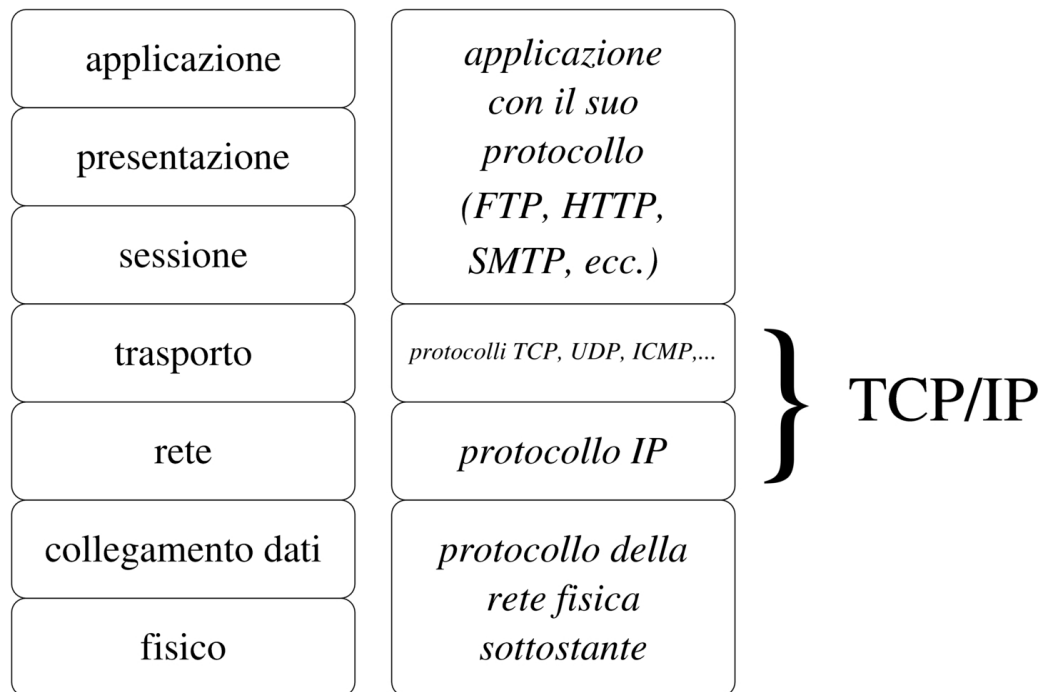 applicazione
presentazione
sessione
trasporto
rete
collegamento dati
fisico
applicazione
con il suo
protocollo
(FTP, HTTP,
SMTP, ecc.)
protocolli TCP, UDP, ICMP,...
protocollo IP
protocollo della
rete fisica
sottostante
} TCP/IP